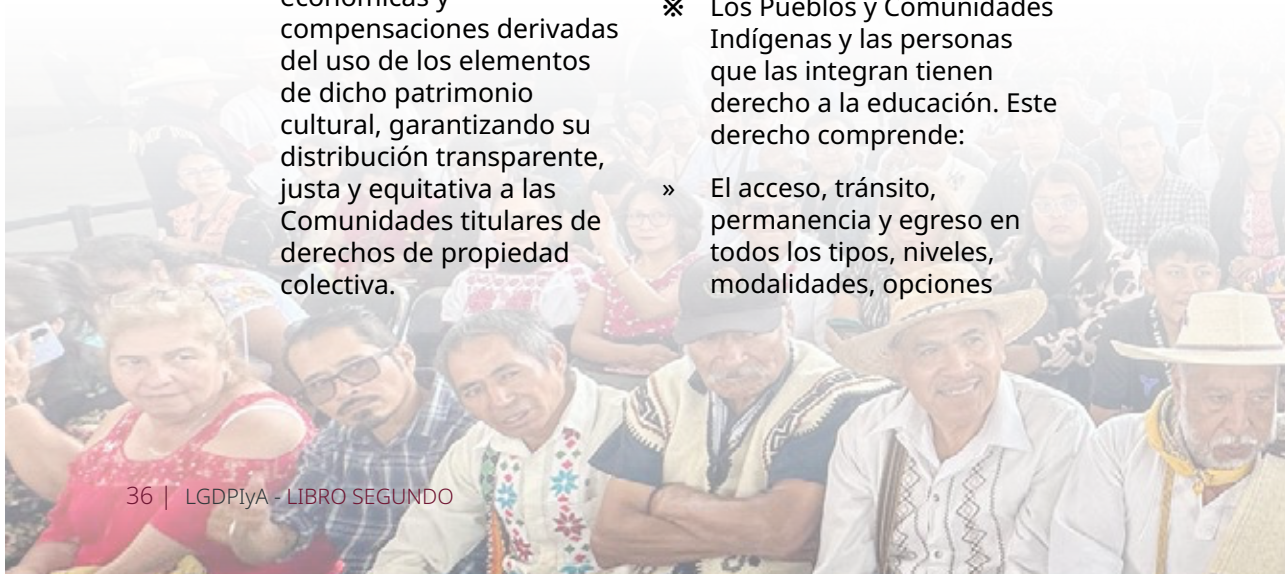 económicas y
compensaciones derivadas
del uso de los elementos
de dicho patrimonio
cultural, garantizando su
distribución transparente,
justa y equitativa a las
Comunidades titulares de
derechos de propiedad
colectiva.
※ Los Pueblos y Comunidades
Indígenas y las personas
que las integran tienen
derecho a la educación. Este
derecho comprende:
» El acceso, tránsito,
permanencia y egreso en
todos los tipos, niveles,
modalidades, opciones
36 | LGDPIyA - LIBRO SEGUNDO